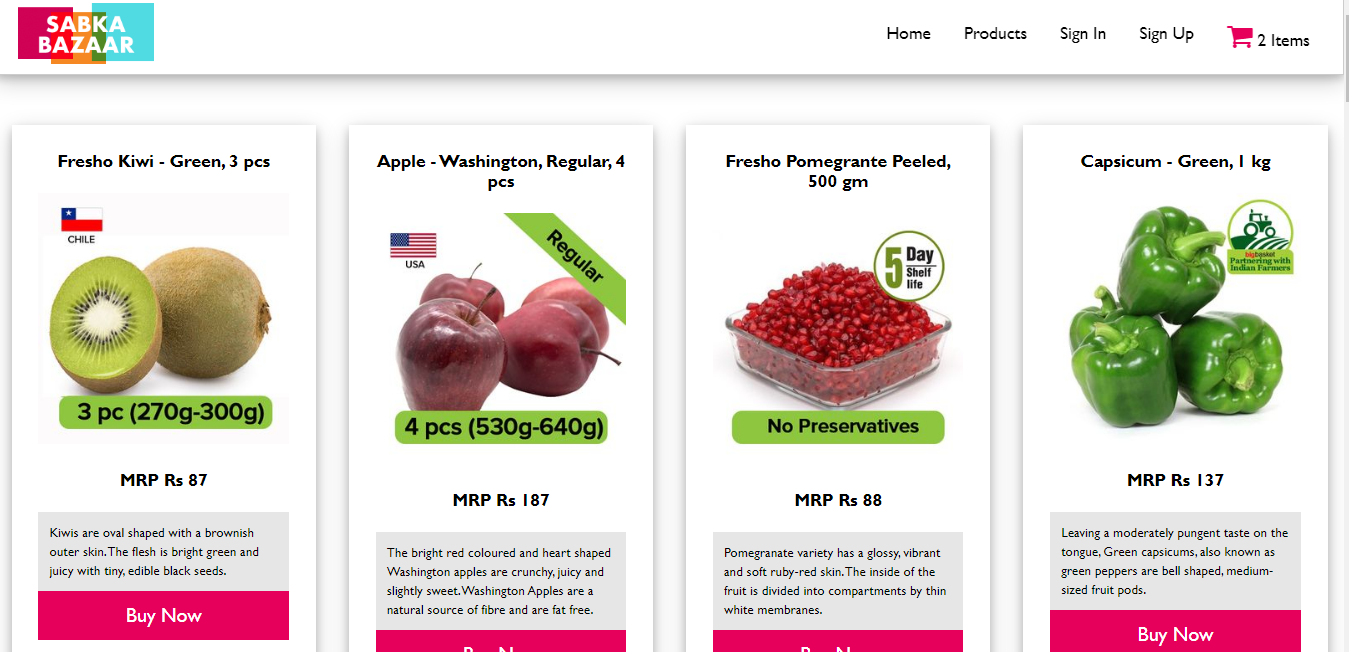 SABKA
BAZAAR
Home
Products
Sign In
Sign Up
2 Items
Fresho Kiwi - Green, 3 pcs
CHILE
3 pc (270g-300g)
MRP Rs 87
Kiwis are oval shaped with a brownish
outer skin. The flesh is bright green and
juicy with tiny, edible black seeds.
Buy Now
Apple - Washington, Regular, 4
pcs
USA
Regular
4 pcs (530g-640g)
MRP Rs 187
The bright red coloured and heart shaped
Washington apples are crunchy, juicy and
slightly sweet. Washington Apples are a
natural source of fibre and are fat free.
Buy Now
Fresho Pomegrante Peeled,
500 gm
5 Day
Shelf
life
No Preservatives
MRP Rs 88
Pomegranate variety has a glossy, vibrant
and soft ruby-red skin. The inside of the
fruit is divided into compartments by thin
white membranes.
Buy Now
Capsicum - Green, 1 kg
bigbasket
Partnering with
Indian Farmers
MRP Rs 137
Leaving a moderately pungent taste on the
tongue, Green capsicums, also known as
green peppers are bell shaped, medium-
sized fruit pods.
Buy Now